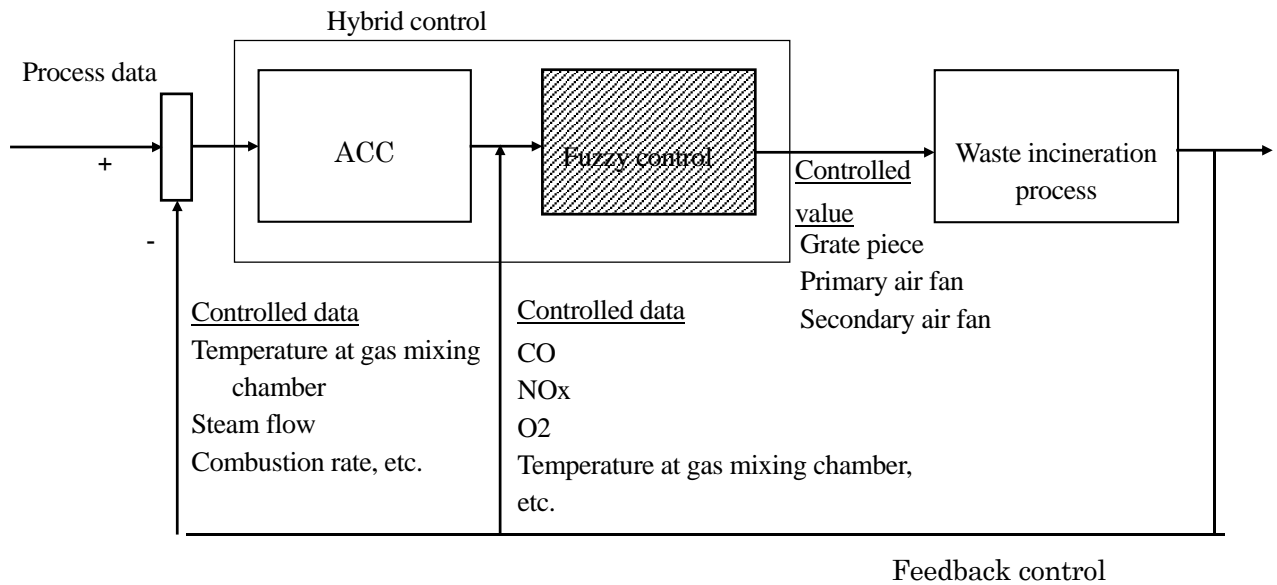 Hybrid control
Process data
+
-
ACC
Fuzzy control
Controlled
value
Grate piece
Primary air fan
Secondary air fan
Waste incineration
process
Controlled data
Temperature at gas mixing
chamber
Steam flow
Combustion rate, etc.
Controlled data
CO
NOx
O2
Temperature at gas mixing chamber,
etc.
Feedback control